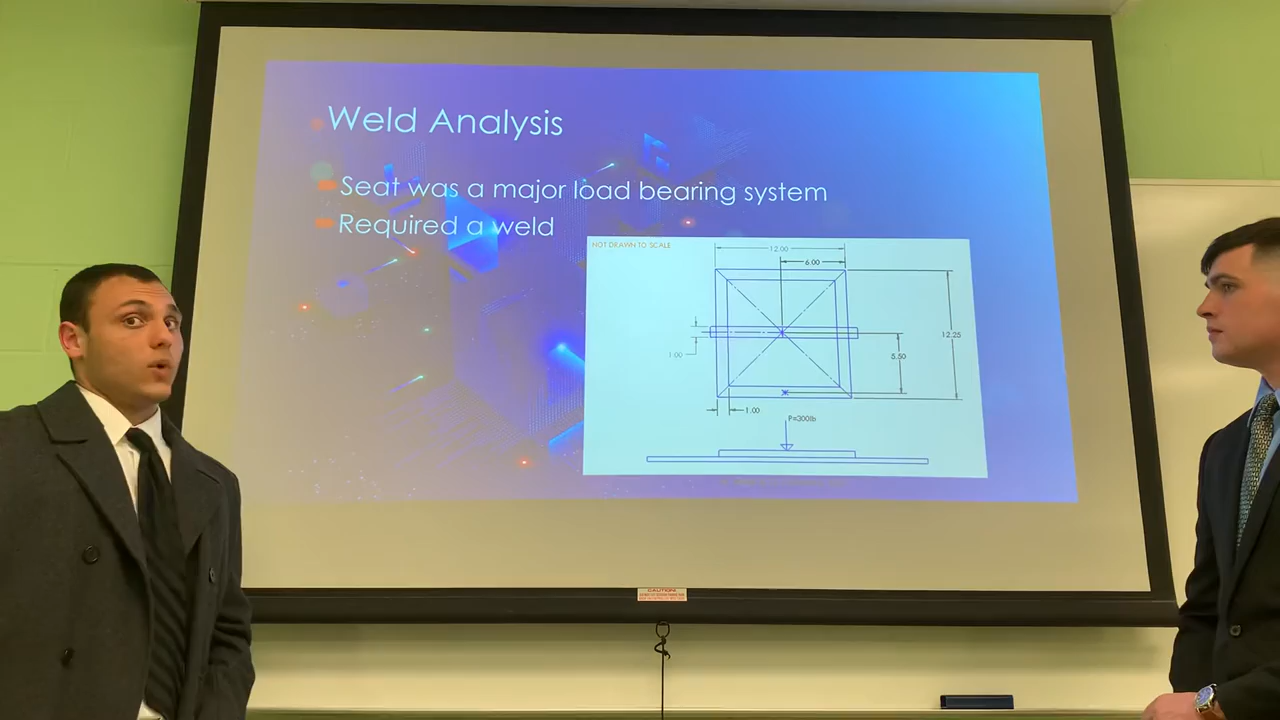 Weld Analysis
Seat was a major load bearing system
Required a weld
NOT DRAWN TO SCALE
12.00
6.00
12.25
5.50
1.00
1.00
P=300lb
CAUTION!